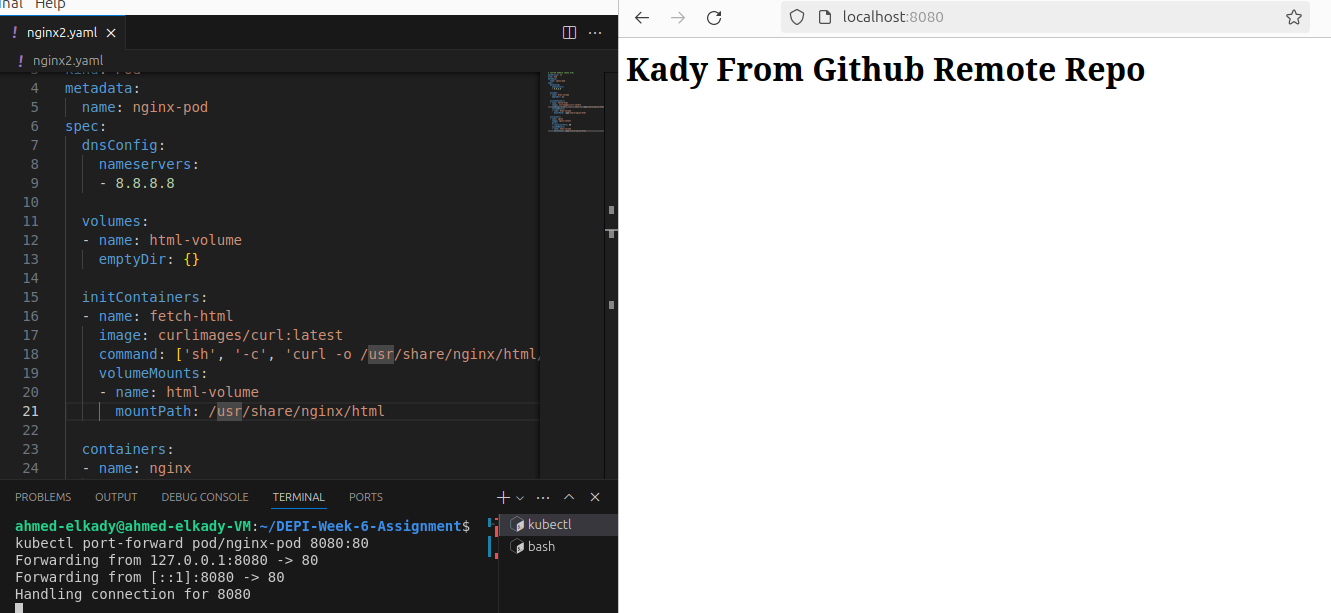 Help
nginx2.yaml
nginx2.yaml
4 metadata:
5 name: nginx-pod
6 spec:
7 dnsConfig:
8 nameservers:
9 - 8.8.8.8
10
11 volumes:
12 - name: html-volume
13 emptyDir: {}
14
15 initContainers:
16 - name: fetch-html
17 image: curlimages/curl:latest
18 command: ['sh', '-c', 'curl -o /usr/share/nginx/html/
19 volumeMounts:
20 - name: html-volume
21 mountPath: /usr/share/nginx/html
22
23 containers:
24 - name: nginx
PROBLEMS OUTPUT DEBUG CONSOLE TERMINAL PORTS
ahmed-elkady@ahmed-elkady-VM:~/DEPI-Week-6-Assignment$
kubectl port-forward pod/nginx-pod 8080:80
Forwarding from 127.0.0.1:8080 -> 80
Forwarding from [::1]:8080 -> 80
Handling connection for 8080
kubectl
bash
localhost:8080
Kady From Github Remote Repo